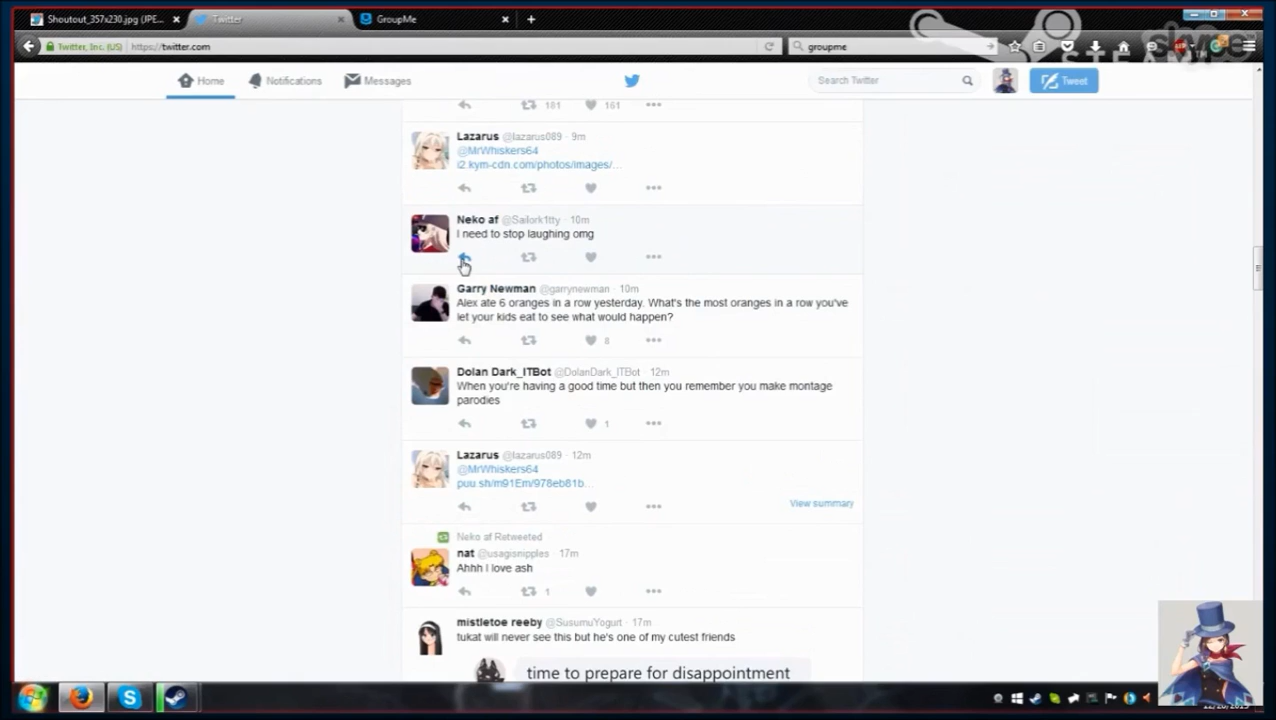 Shoutout_357x230.jpg (JPE...
Twitter
GroupMe
Twitter, Inc. (US)
https://twitter.com
groupme
STEAM
skype
Home
Notifications
Messages
Search Twitter
Tweet
181
161
Lazarus @lazarus089 · 9m
@MrWhiskers64
i2.kym-cdn.com/photos/images/...
Neko af @Sailork1tty · 10m
I need to stop laughing omg
Garry Newman @garrynewman · 10m
Alex ate 6 oranges in a row yesterday. What's the most oranges in a row you've
let your kids eat to see what would happen?
8
Dolan Dark_ITBot @DolanDark_ITBot · 12m
When you're having a good time but then you remember you make montage
parodies
1
Lazarus @lazarus089 · 12m
@MrWhiskers64
puu.sh/m91Em/978eb81b...
View summary
Neko af Retweeted
nat @usagisnipples · 17m
Ahhh I love ash
1
mistletoe reeby @SusumuYogurt · 17m
tukat will never see this but he's one of my cutest friends
time to prepare for disappointment